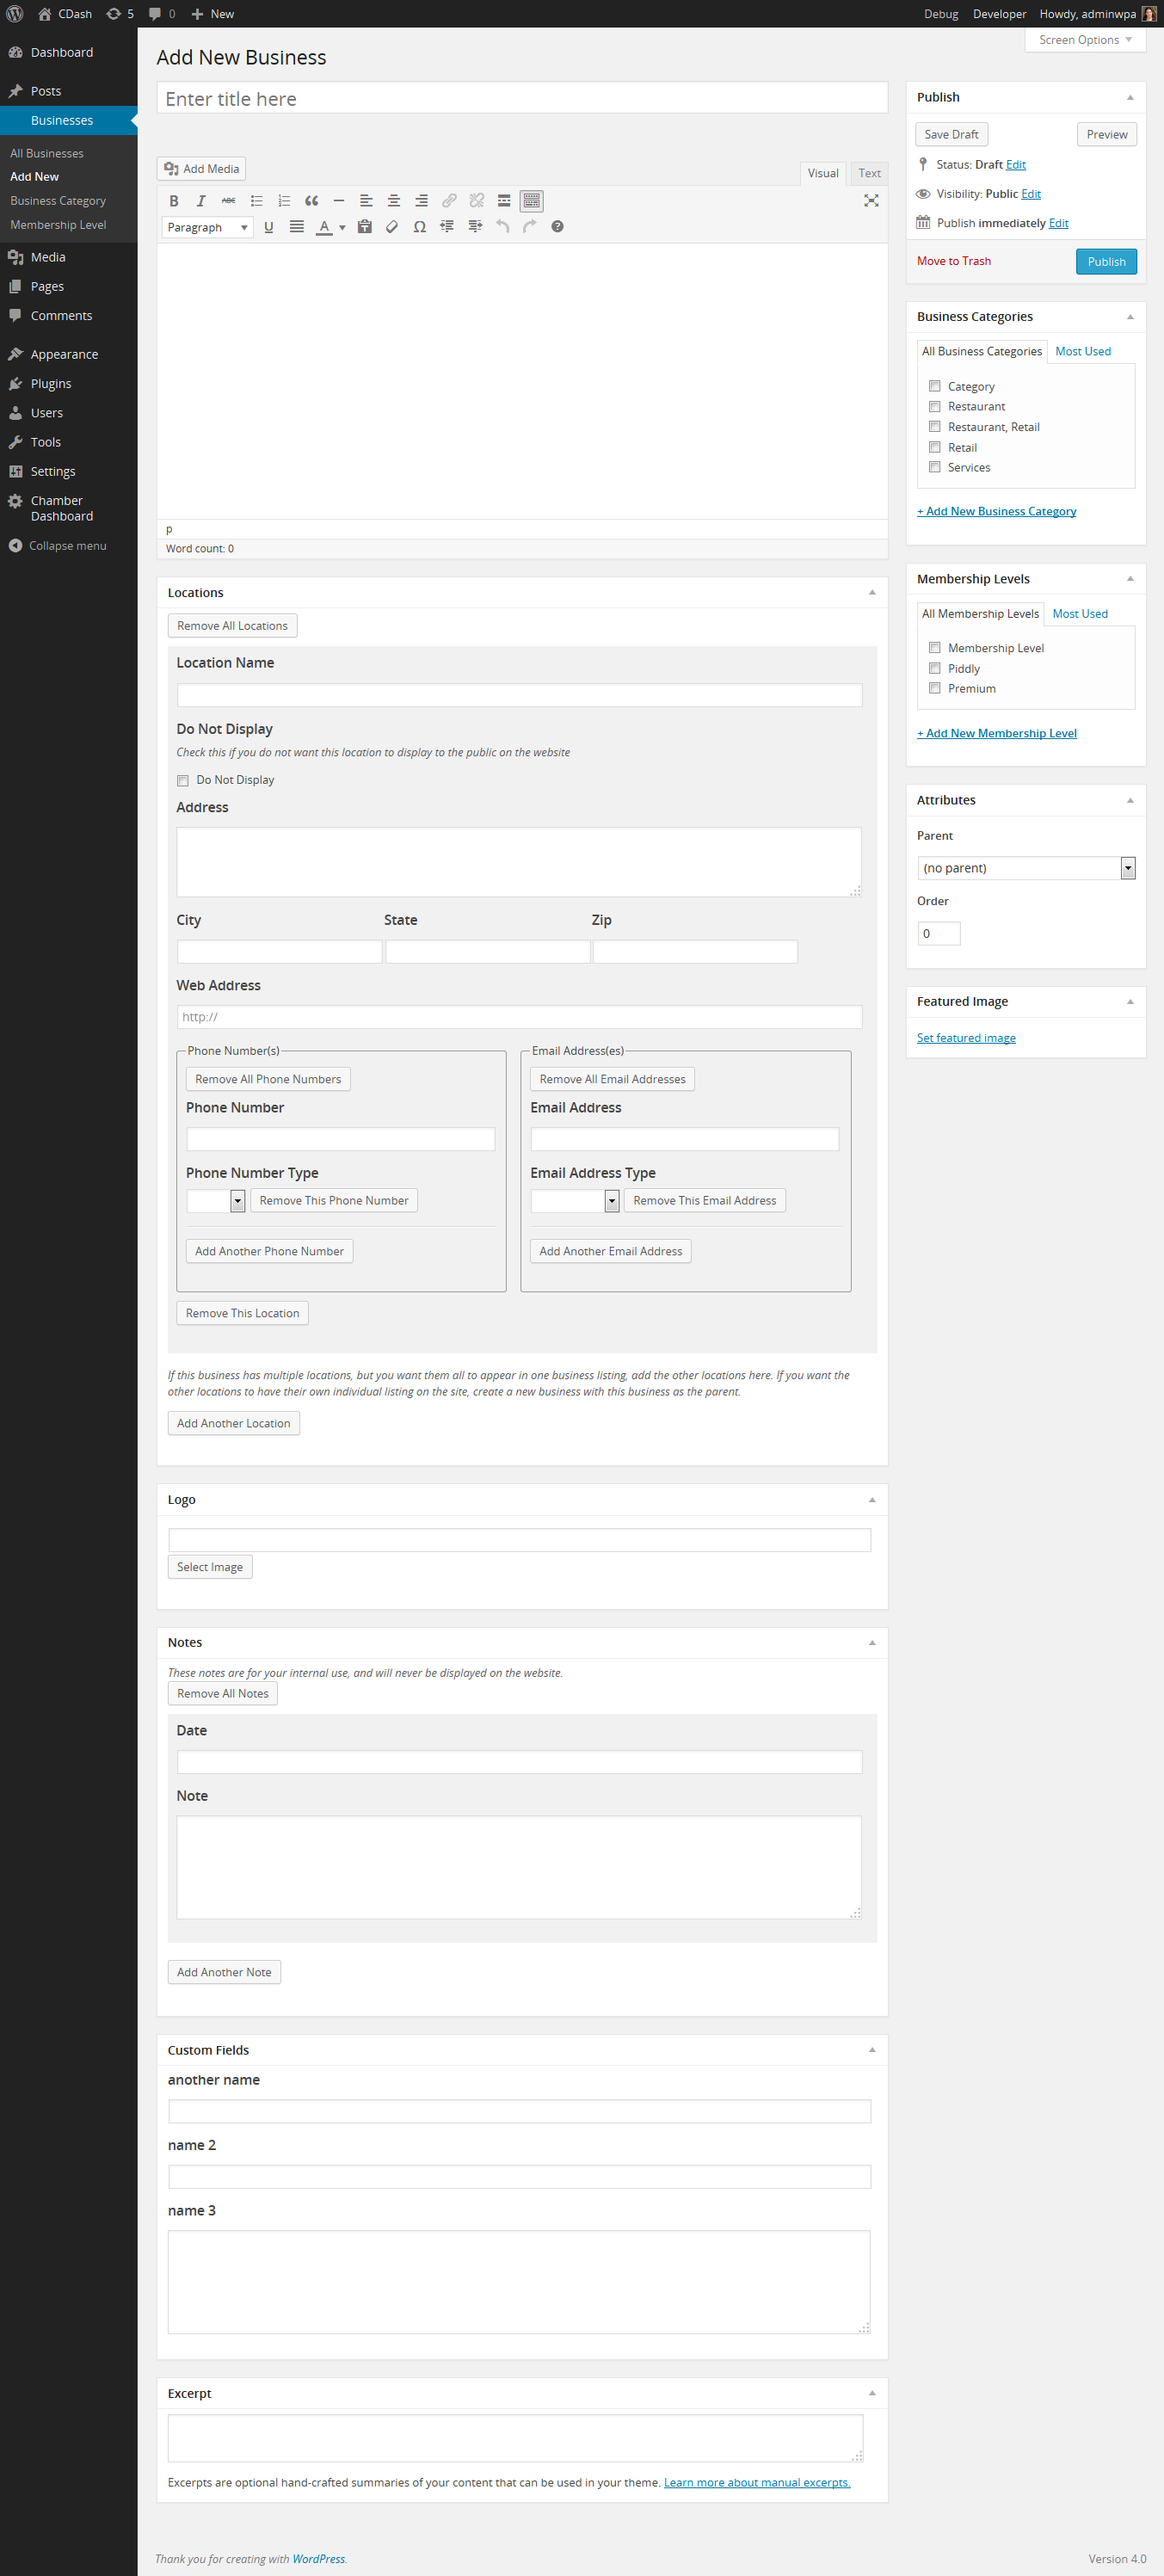 CDash 5 0 New Debug Developer Howdy, adminwpa
Screen Options
Dashboard
Posts
Businesses
All Businesses
Add New
Business Category
Membership Level
Media
Pages
Comments
Appearance
Plugins
Users
Tools
Settings
Chamber
Dashboard
Collapse menu
Add New Business
Enter title here
Add Media
Visual Text
B I ABC
Paragraph U A Ω
p
Word count: 0
Locations
Remove All Locations
Location Name
Do Not Display
Check this if you do not want this location to display to the public on the website
Do Not Display
Address
City State Zip
Web Address
http://
Phone Number(s)
Remove All Phone Numbers
Phone Number
Phone Number Type
Remove This Phone Number
Add Another Phone Number
Email Address(es)
Remove All Email Addresses
Email Address
Email Address Type
Remove This Email Address
Add Another Email Address
Remove This Location
If this business has multiple locations, but you want them all to appear in one business listing, add the other locations here. If you want the
other locations to have their own individual listing on the site, create a new business with this business as the parent.
Add Another Location
Logo
Select Image
Notes
These notes are for your internal use, and will never be displayed on the website.
Remove All Notes
Date
Note
Add Another Note
Custom Fields
another name
name 2
name 3
Excerpt
Excerpts are optional hand-crafted summaries of your content that can be used in your theme. Learn more about manual excerpts.
Publish
Save Draft Preview
Status: Draft Edit
Visibility: Public Edit
Publish immediately Edit
Move to Trash Publish
Business Categories
All Business Categories Most Used
Category
Restaurant
Restaurant, Retail
Retail
Services
+ Add New Business Category
Membership Levels
All Membership Levels Most Used
Membership Level
Piddly
Premium
+ Add New Membership Level
Attributes
Parent
(no parent)
Order
0
Featured Image
Set featured image
Thank you for creating with WordPress. Version 4.0